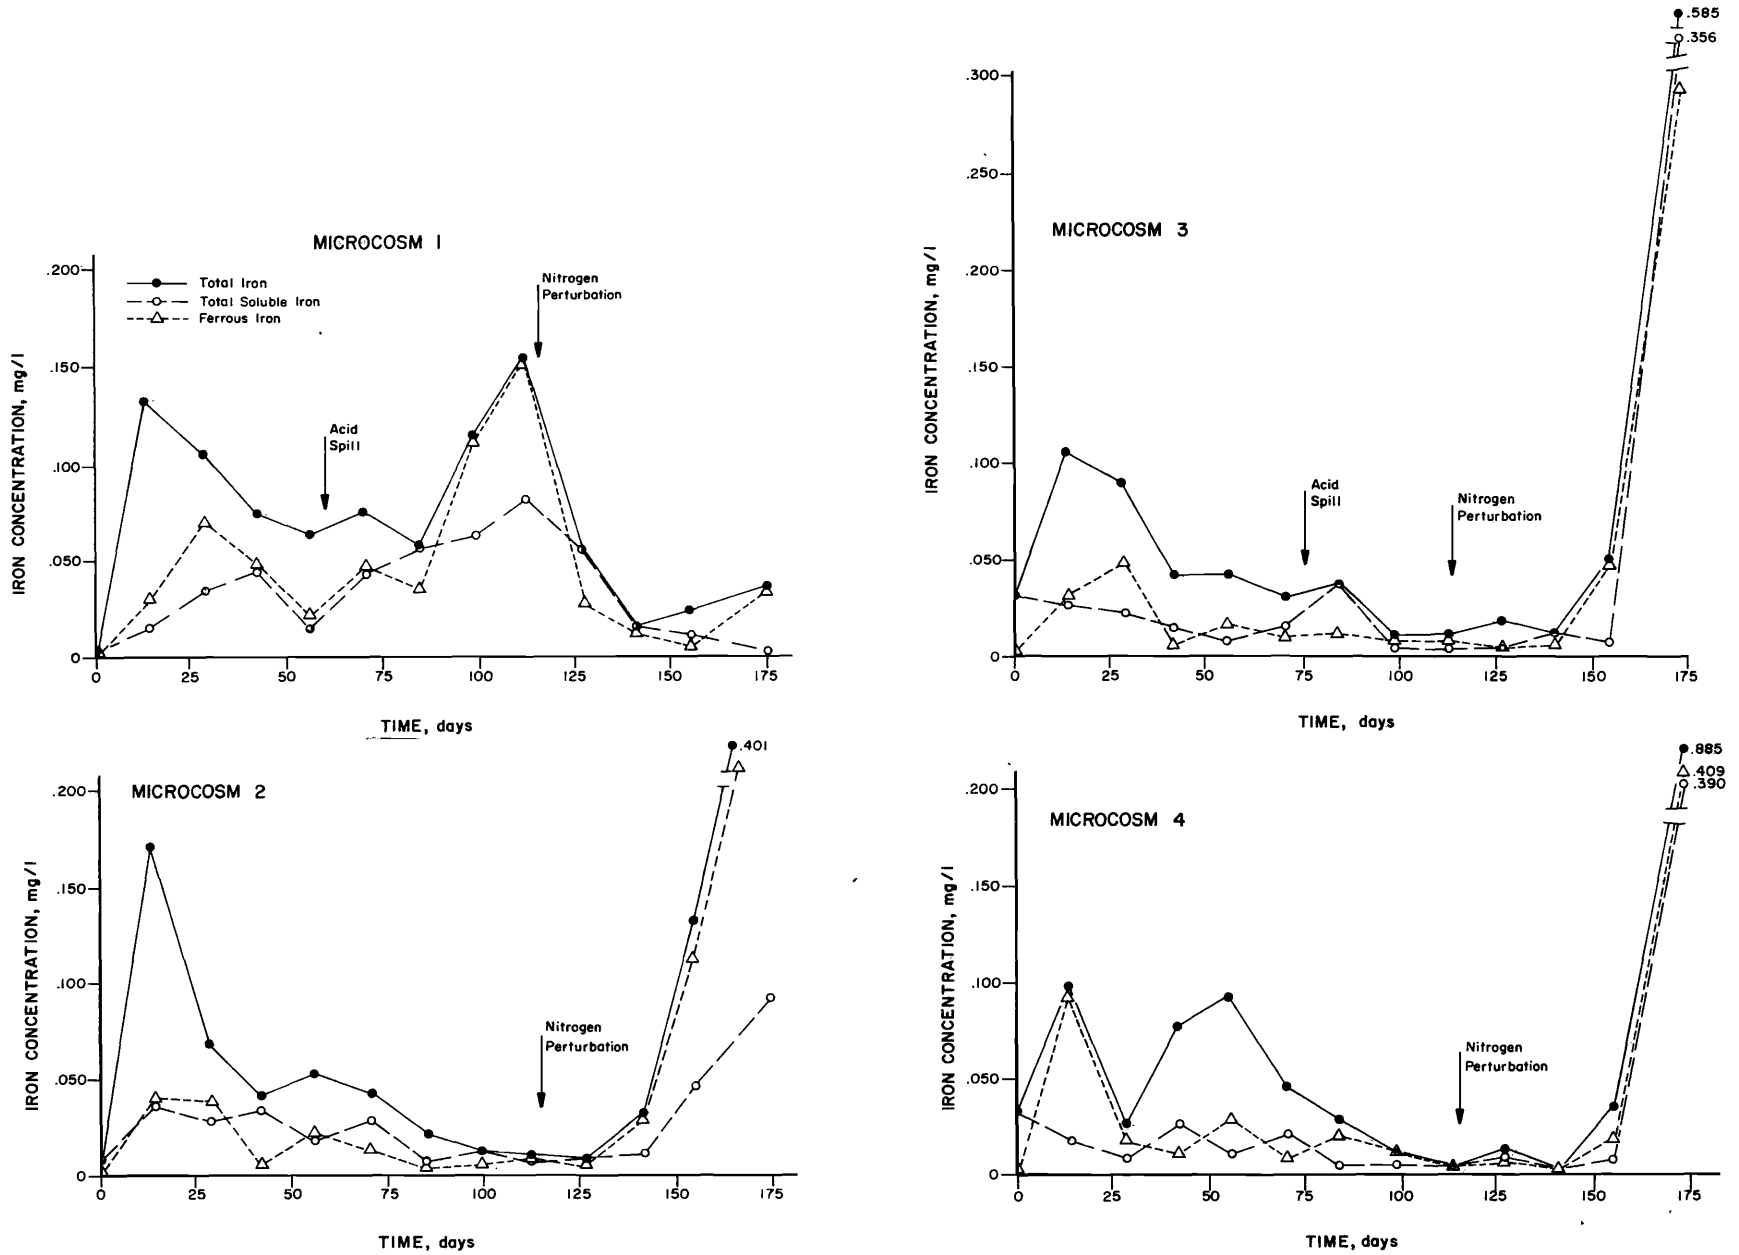 MICROCOSM 1
.200
.150
.100
.050
0
IRON CONCENTRATION, mg/l
Total Iron
Total Soluble Iron
Ferrous Iron
Acid
Spill
Nitrogen
Perturbation
0 25 50 75 100 125 150 175
TIME, days
MICROCOSM 3
.585
.356
.300
.250
.200
.150
.100
.050
0
IRON CONCENTRATION, mg/l
Acid
Spill
Nitrogen
Perturbation
0 25 50 75 100 125 150 175
TIME, days
MICROCOSM 2
.401
.200
.150
.100
.050
0
IRON CONCENTRATION, mg/l
Nitrogen
Perturbation
0 25 50 75 100 125 150 175
TIME, days
MICROCOSM 4
.885
.409
.390
.200
.150
.100
.050
0
IRON CONCENTRATION, mg/l
Nitrogen
Perturbation
0 25 50 75 100 125 150 175
TIME, days